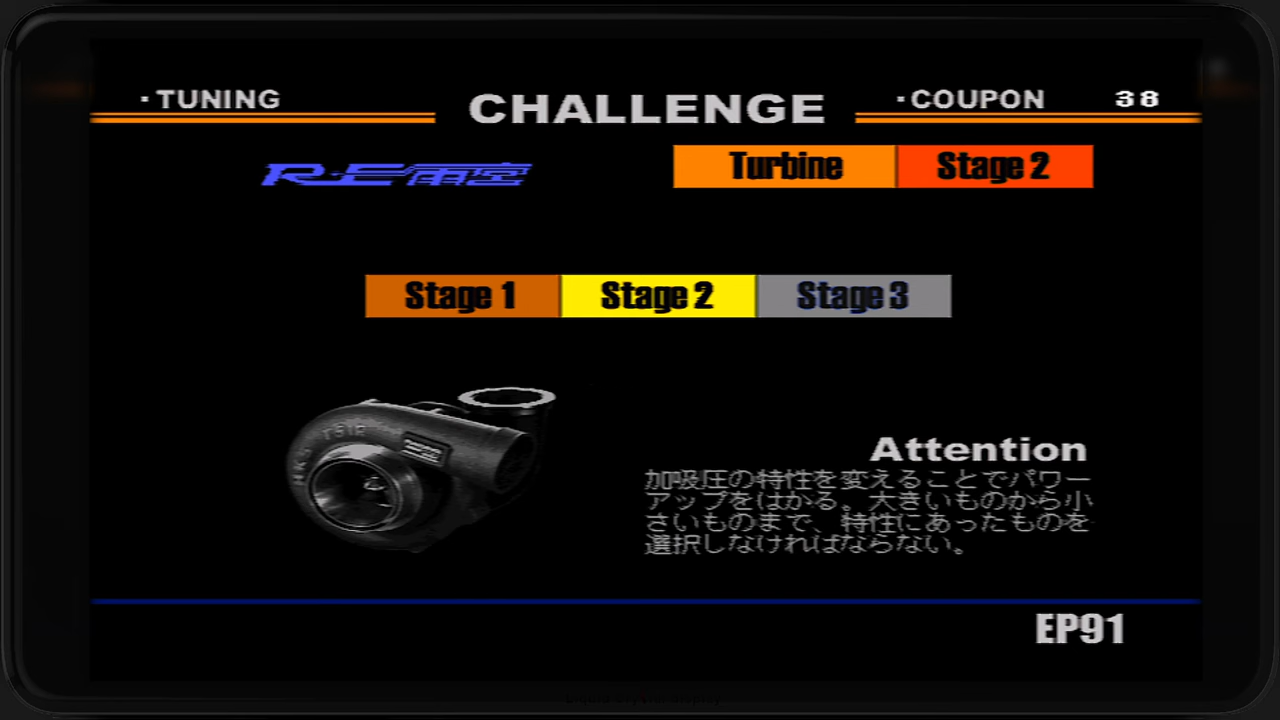 ·TUNING
CHALLENGE
·COUPON 38
RE雨宮
Turbine Stage 2
Stage 1 Stage 2 Stage 3
HKS T51R
Attention
加吸圧の特性を変えることでパワー
アップをはかる。大きいものから小
さいものまで、特性にあったものを
選択しなければならない。
EP91